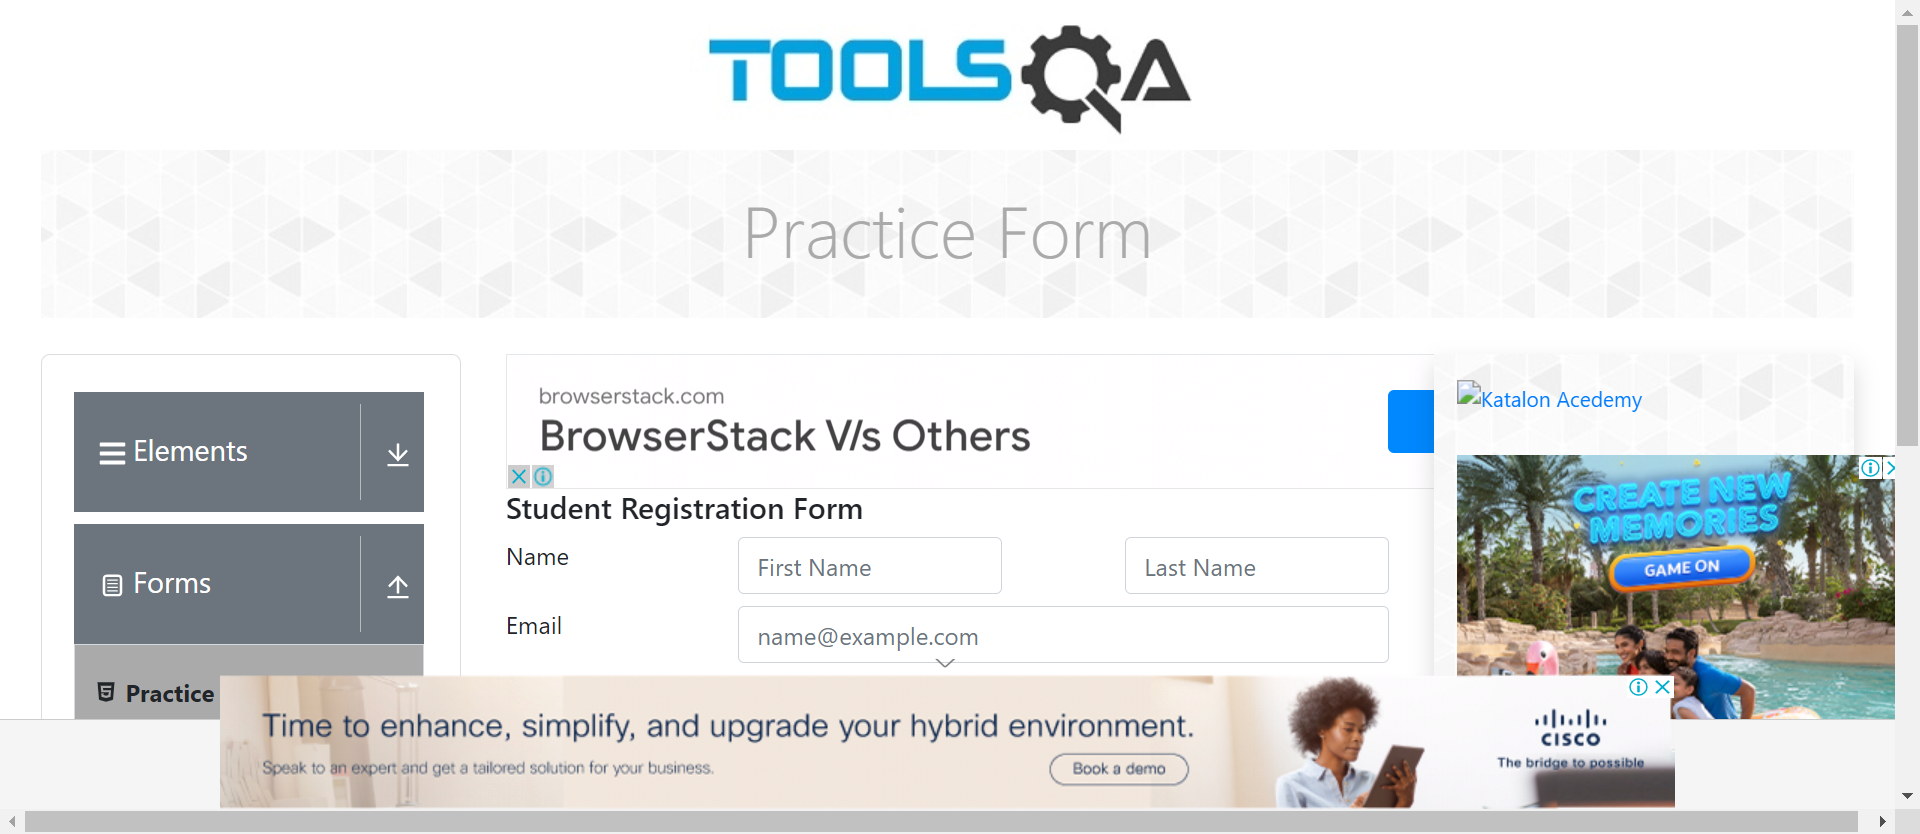 TOOLSQA
Practice Form
Elements
Forms
Practice
browserstack.com
BrowserStack V/s Others
Student Registration Form
Name
First Name
Last Name
Email
name@example.com
Katalon Acedemy
CREATE NEW
MEMORIES
GAME ON
Time to enhance, simplify, and upgrade your hybrid environment.
Speak to an expert and get a tailored solution for your business.
Book a demo
CISCO
The bridge to possible